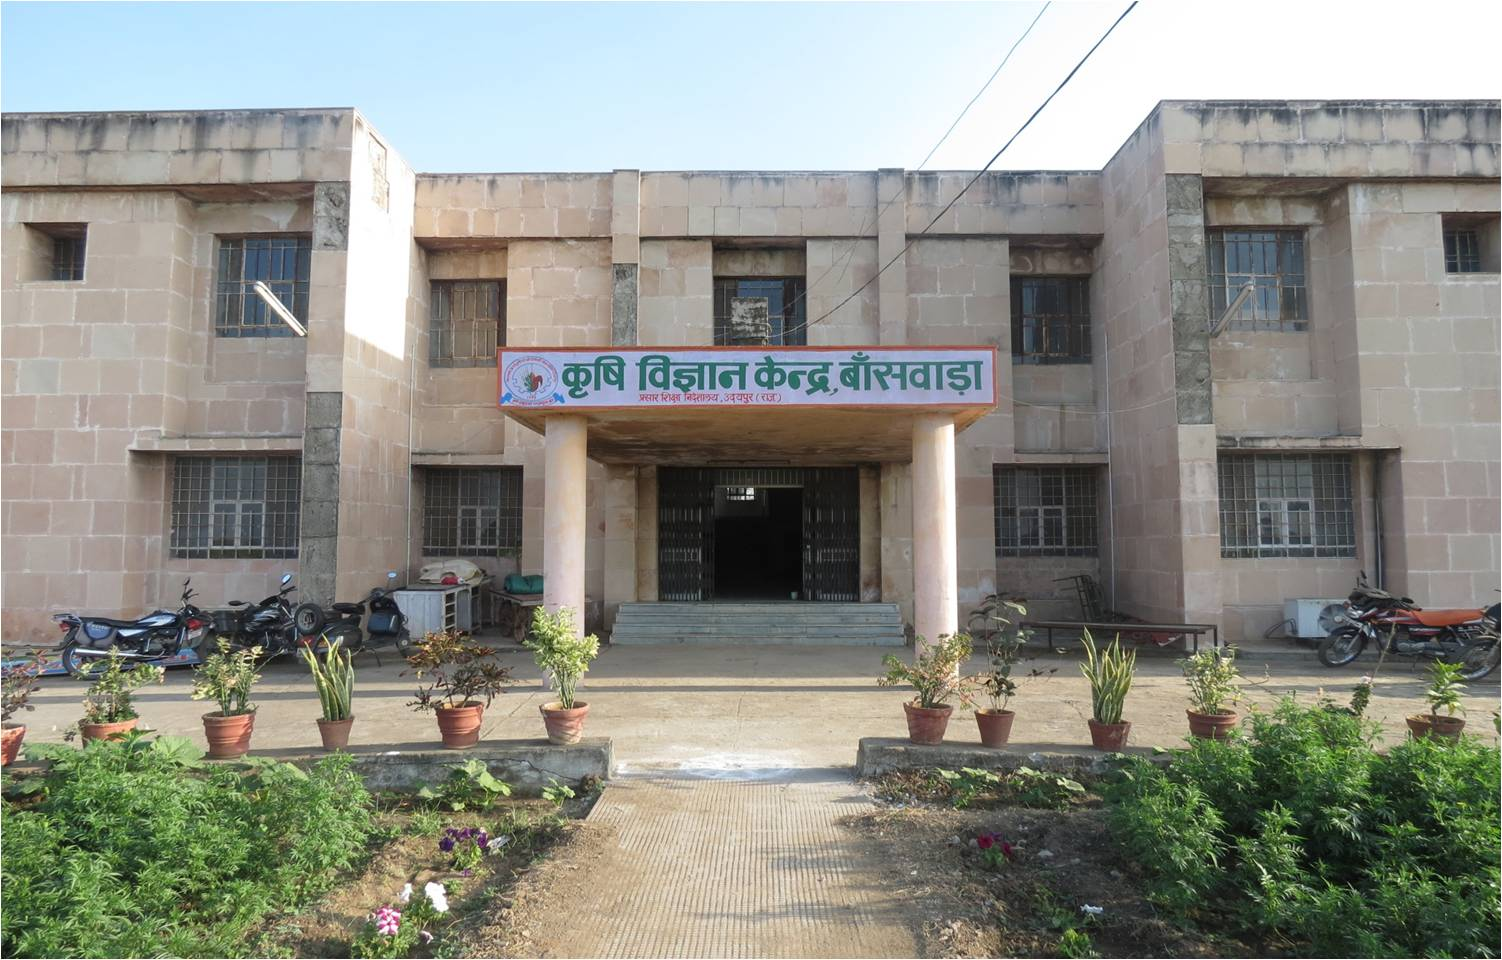 कृषि विज्ञान केन्द्र, बाँसवाड़ा
प्रसार शिक्षा निदेशालय, उदयपुर (राज.)